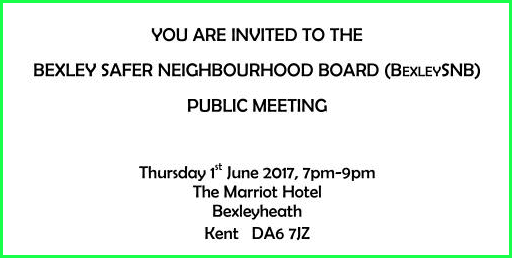 YOU ARE INVITED TO THE
BEXLEY SAFER NEIGHBOURHOOD BOARD (BEXLEYSNB)
PUBLIC MEETING
Thursday 1st June 2017, 7pm-9pm
The Marriot Hotel
Bexleyheath
Kent DA6 7JZ